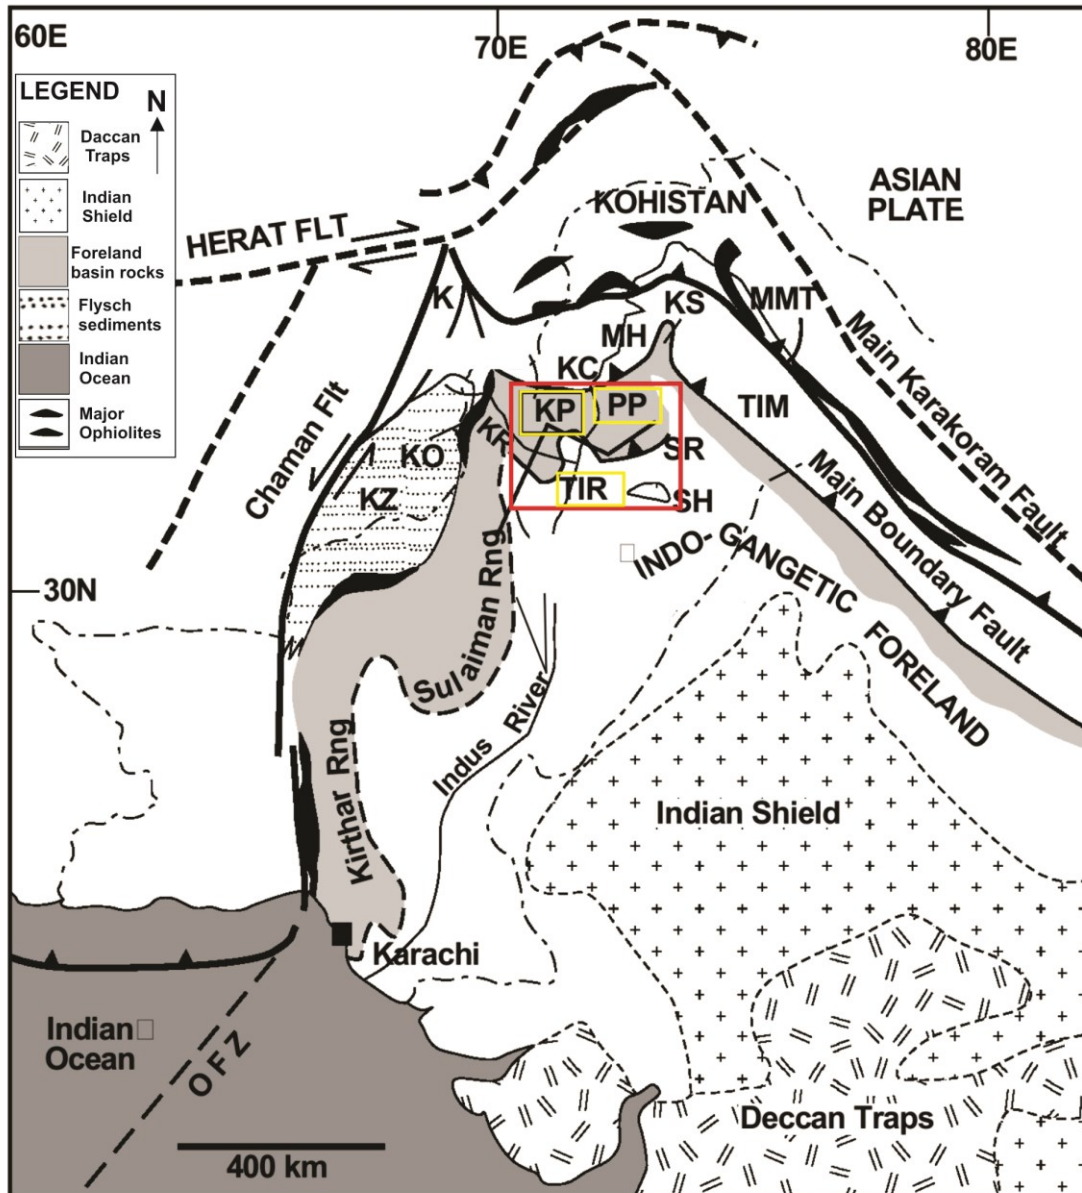 60E
70E
80E
LEGEND
N
Daccan
Traps
Indian
Shield
Foreland
basin rocks
Flysch
sediments
Indian
Ocean
Major
Ophiolites
ASIAN
PLATE
KOHISTAN
HERAT FLT
K
KS
MMT
MH
Main Karakoram Fault
KC
Chaman Flt
KP
PP
TIM
KO
SR
KZ
TIR
SH
Main Boundary Fault
30N
INDO-GANGETIC FORELAND
Sulaiman Rng
Indus River
Kirthar Rng
Indian Shield
Karachi
Indian
Ocean
OFZ
Deccan Traps
400 km